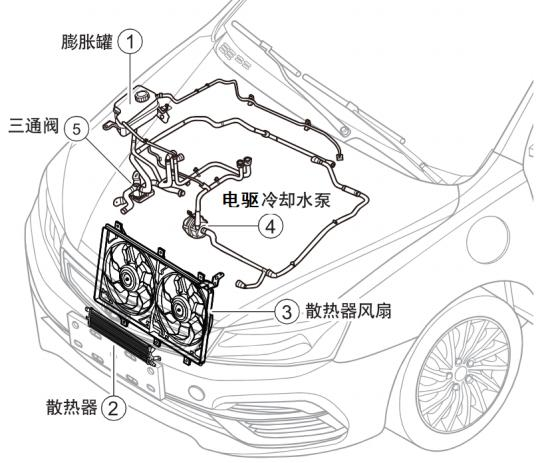 膨胀罐 ①
三通阀 ⑤
电驱冷却水泵
④
③ 散热器风扇
散热器 ②